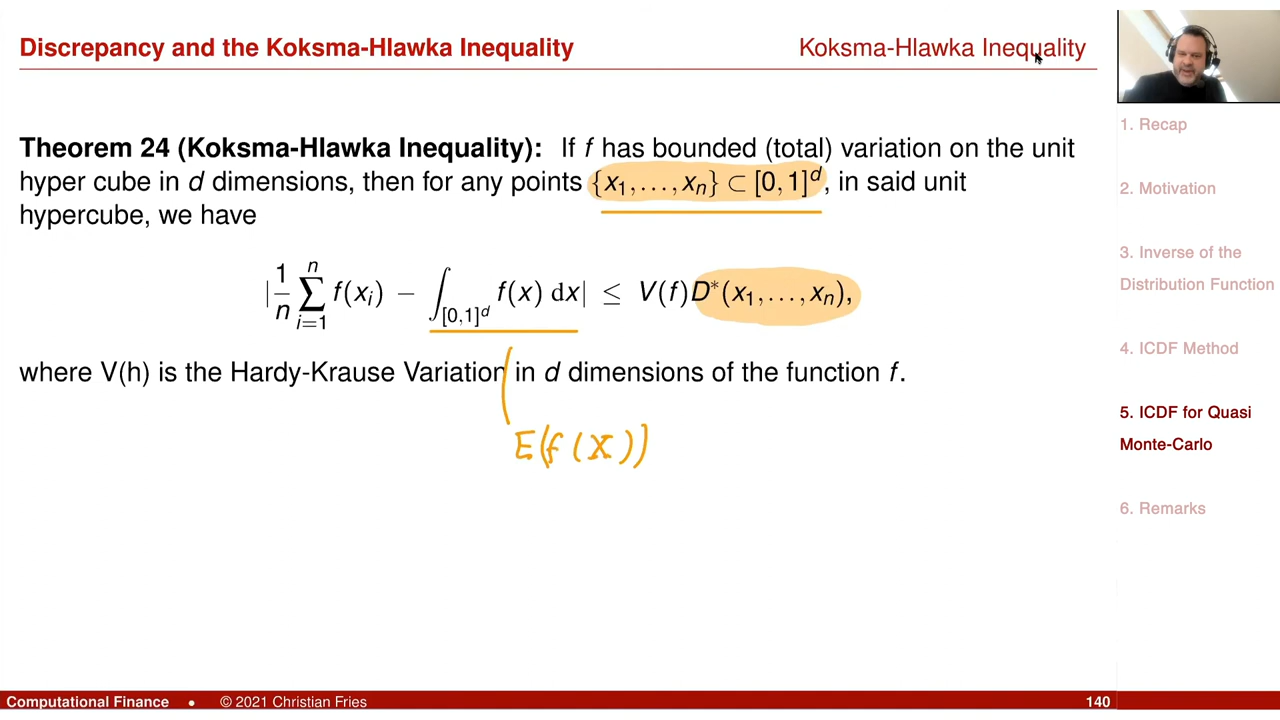 Discrepancy and the Koksma-Hlawka Inequality
Koksma-Hlawka Inequality
Theorem 24 (Koksma-Hlawka Inequality): If f has bounded (total) variation on the unit
hyper cube in d dimensions, then for any points {x₁,...,xₙ} ⊂ [0,1]ᵈ, in said unit
hypercube, we have
|1/n ∑ⁿᵢ₌₁ f(xᵢ) − ∫_[0,1]ᵈ f(x) dx| ≤ V(f)D*(x₁,...,xₙ),
where V(h) is the Hardy-Krause Variation in d dimensions of the function f.
E(f(X))
1. Recap
2. Motivation
3. Inverse of the
Distribution Function
4. ICDF Method
5. ICDF for Quasi
Monte-Carlo
6. Remarks
Computational Finance • © 2021 Christian Fries
140